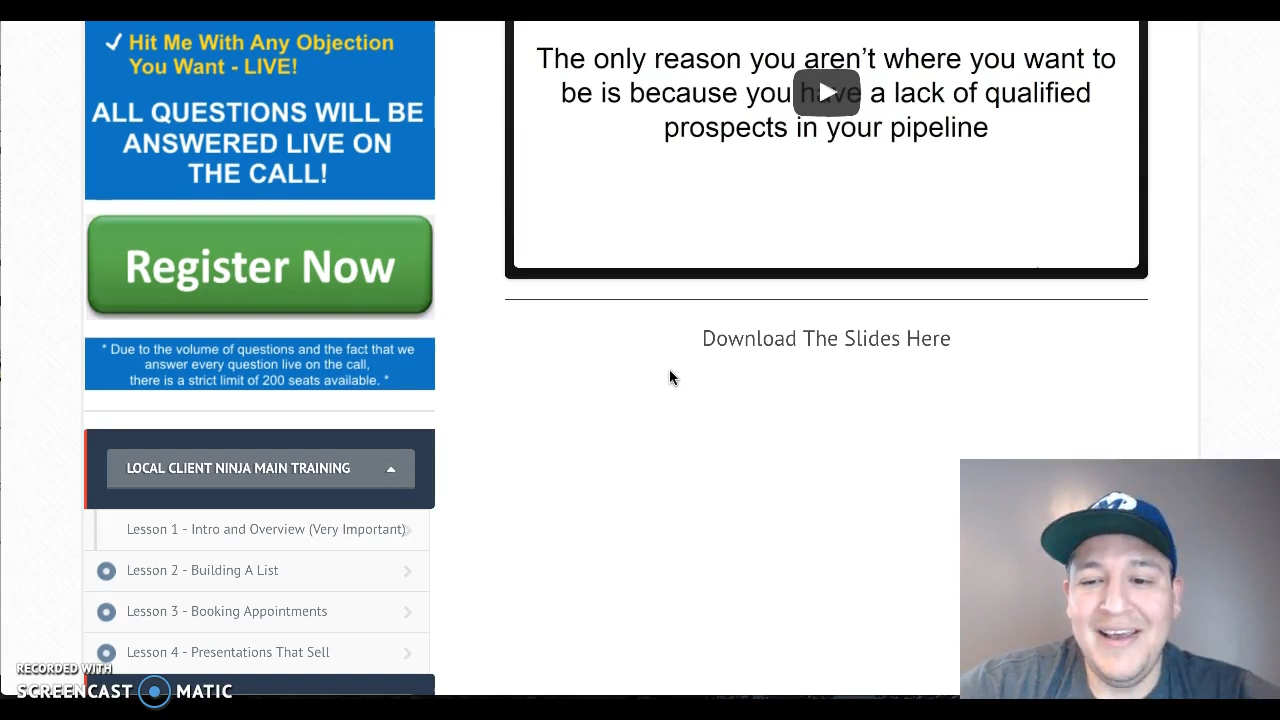 ✓ Hit Me With Any Objection
You Want - LIVE!
ALL QUESTIONS WILL BE
ANSWERED LIVE ON
THE CALL!
Register Now
* Due to the volume of questions and the fact that we
answer every question live on the call,
there is a strict limit of 200 seats available. *
LOCAL CLIENT NINJA MAIN TRAINING
Lesson 1 - Intro and Overview (Very Important)
Lesson 2 - Building A List
Lesson 3 - Booking Appointments
Lesson 4 - Presentations That Sell
The only reason you aren’t where you want to
be is because you have a lack of qualified
prospects in your pipeline
Download The Slides Here
RECORDED WITH
SCREENCAST MATIC